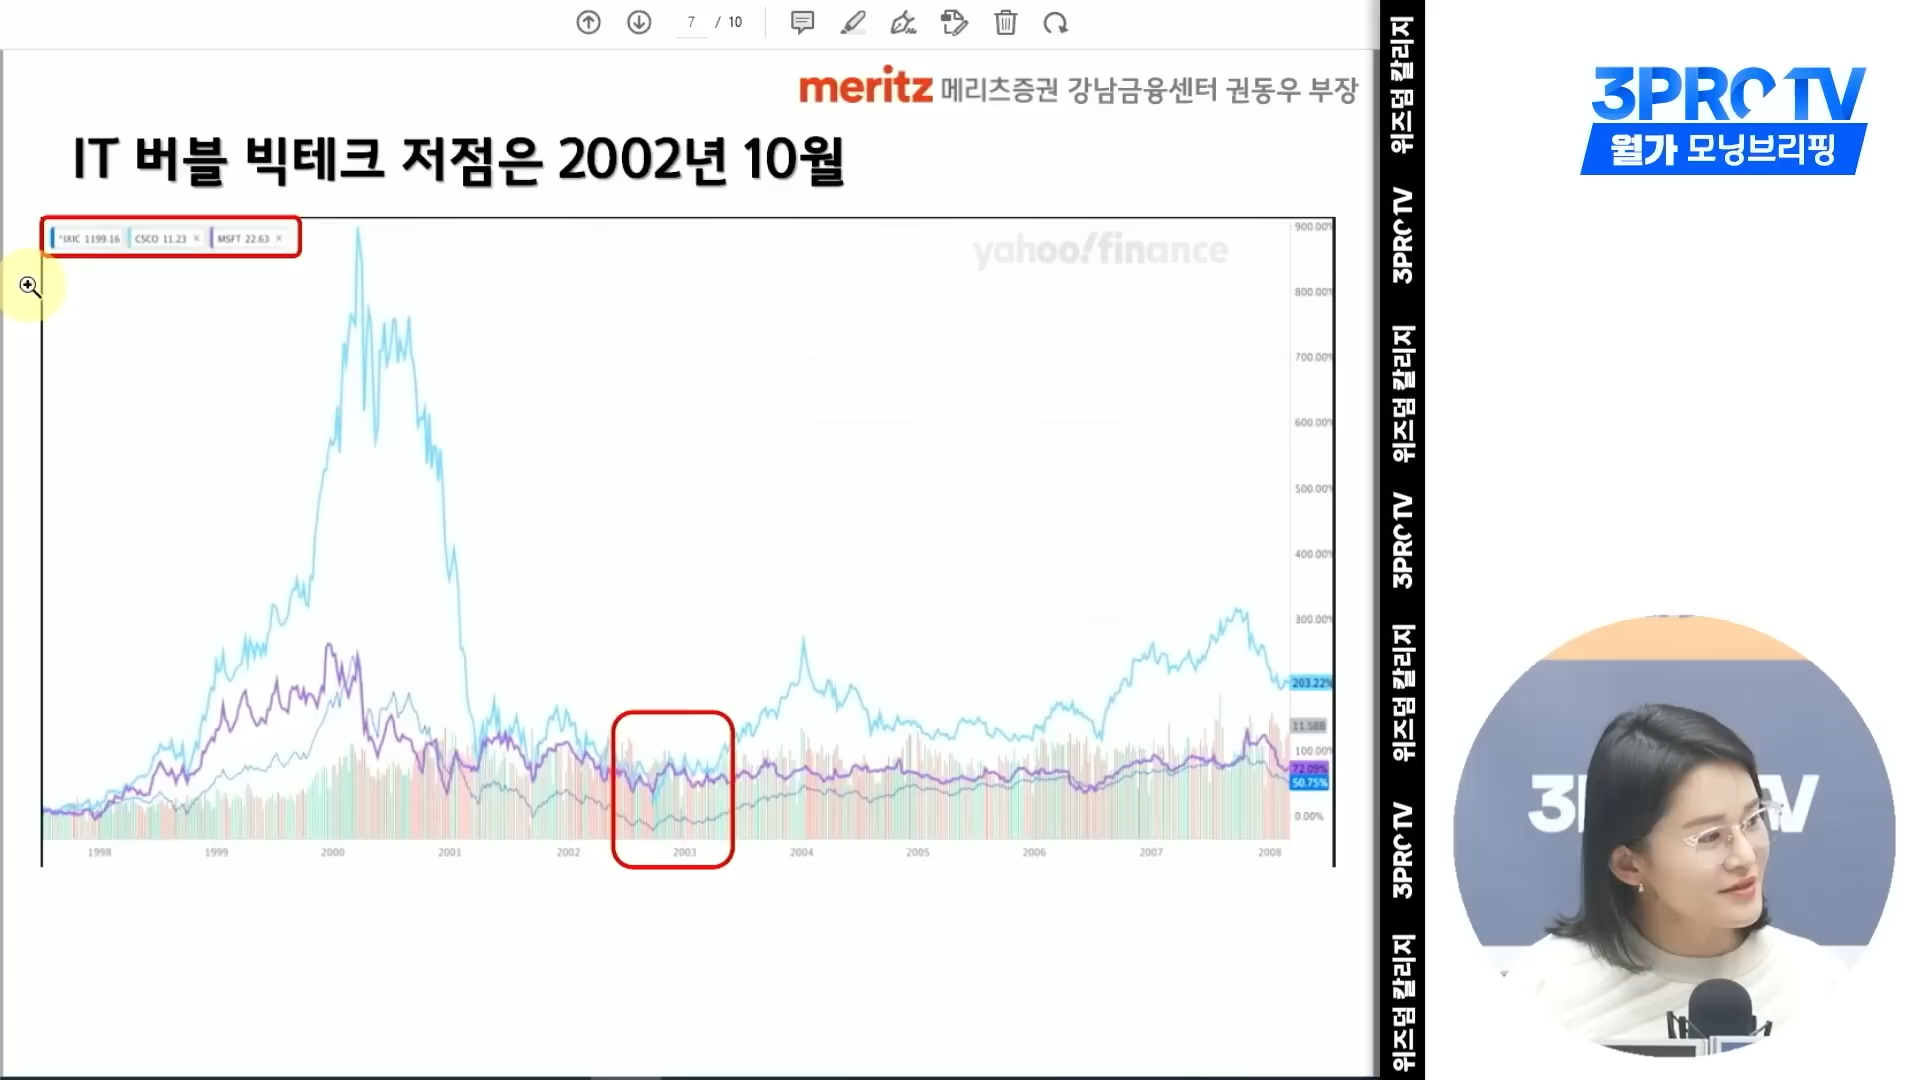 7 / 10
meritz 메리츠증권 강남금융센터 권동우 부장
IT 버블 빅테크 저점은 2002년 10월
^IXIC 1199.16 CSCO 11.23 × MSFT 22.63 ×
yahoo!finance
900.00%
800.00%
700.00%
600.00%
500.00%
400.00%
300.00%
203.22%
11.58B
100.00%
72.09%
50.75%
0.00%
1998 1999 2000 2001 2002 2003 2004 2005 2006 2007 2008
위즈덤 칼리지
3PROTV
위즈덤 칼리지
3PROTV
위즈덤 칼리지
3PROTV
위즈덤 칼리지
3PRO TV
월가 모닝브리핑